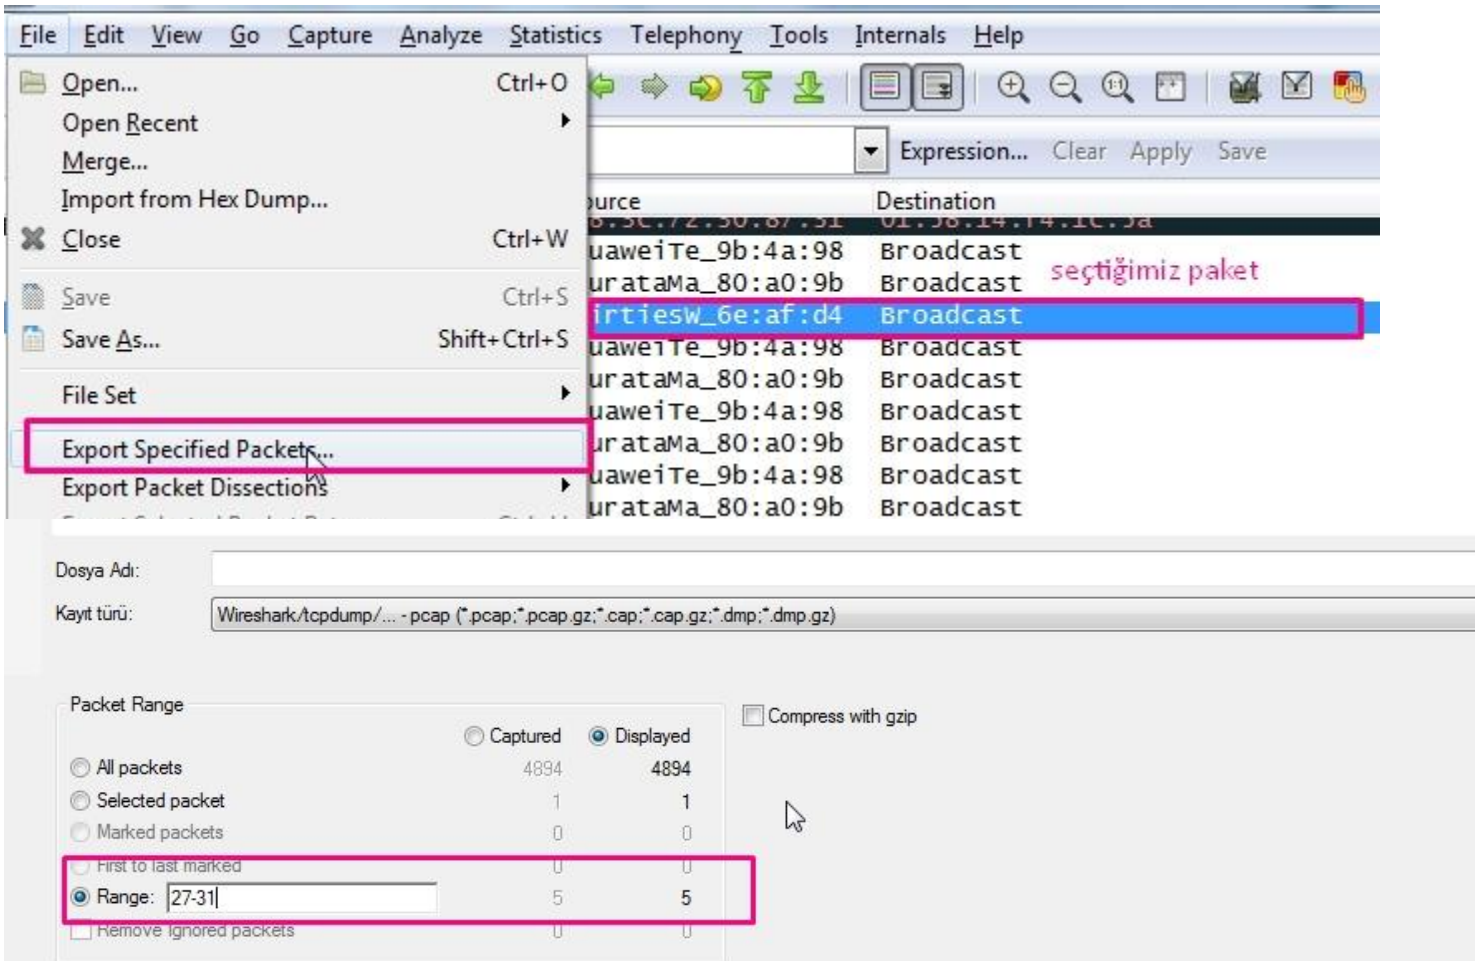 File Edit View Go Capture Analyze Statistics Telephony Tools Internals Help
Open... Ctrl+O
Open Recent
Merge...
Import from Hex Dump...
Close Ctrl+W
Save Ctrl+S
Save As... Shift+Ctrl+S
File Set
Export Specified Packets...
Export Packet Dissections
Expression... Clear Apply Save
urce Destination
uaweiTe_9b:4a:98 Broadcast
urataMa_80:a0:9b Broadcast
seçtiğimiz paket
irtiesW_6e:af:d4 Broadcast
uaweiTe_9b:4a:98 Broadcast
urataMa_80:a0:9b Broadcast
uaweiTe_9b:4a:98 Broadcast
urataMa_80:a0:9b Broadcast
uaweiTe_9b:4a:98 Broadcast
urataMa_80:a0:9b Broadcast
Dosya Adı:
Kayıt türü: Wireshark/tcpdump/... - pcap (*.pcap;*.pcap.gz;*.cap;*.cap.gz;*.dmp;*.dmp.gz)
Packet Range
Compress with gzip
Captured Displayed
All packets 4894 4894
Selected packet 1 1
Marked packets 0 0
First to last marked 0 0
Range: 27-31 5 5
Remove Ignored packets 0 0